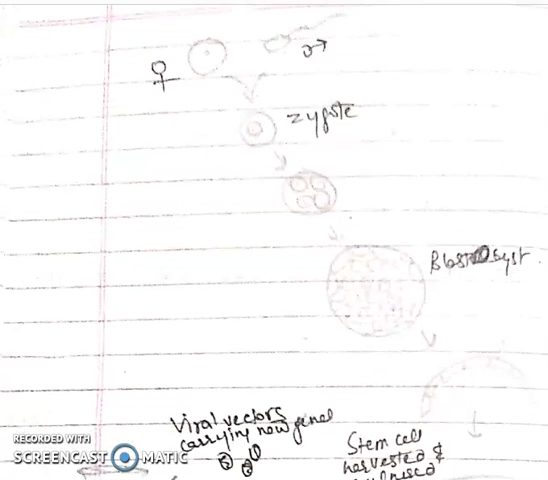 ♀
zygote
Blastocyst
Viral vectors
carrying new genes
Stem cell
harvested &
RECORDED WITH
SCREENCAST MATIC